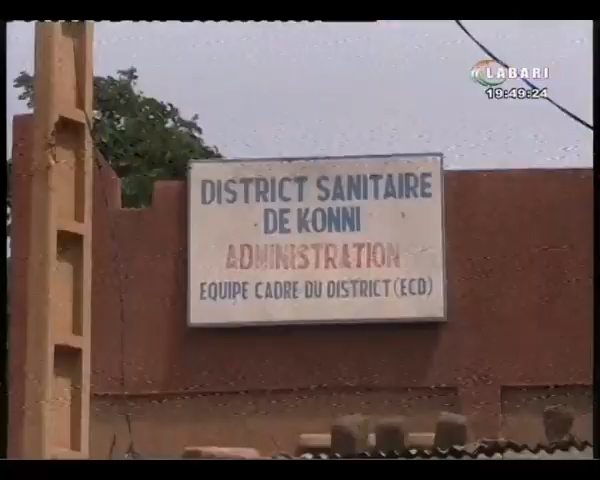 LABARI
19:49:24
DISTRICT SANITAIRE
DE KONNI
ADMINISTRATION
EQUIPE CADRE DU DISTRICT (ECD)